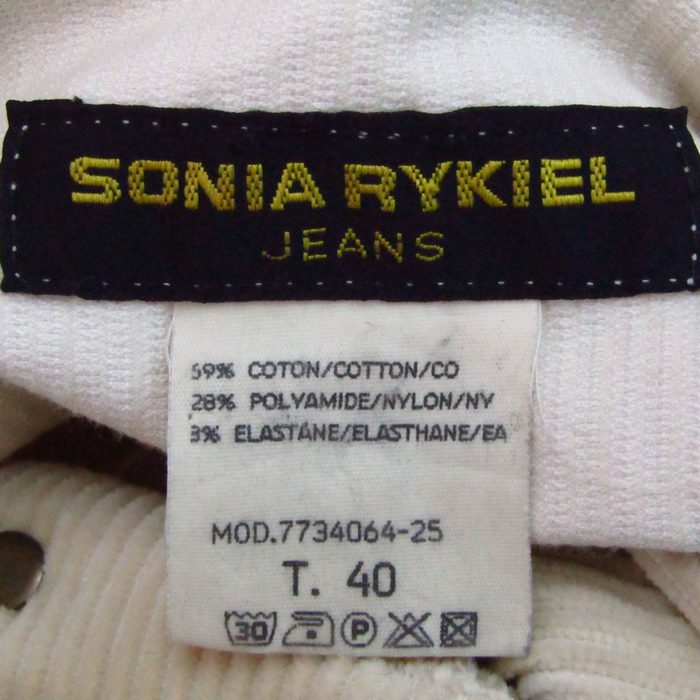 SONIA RYKIEL
JEANS
69% COTON/COTTON/CO
28% POLYAMIDE/NYLON/NY
3% ELASTANE/ELASTHANE/EA
MOD.7734064-25
T. 40
30 P